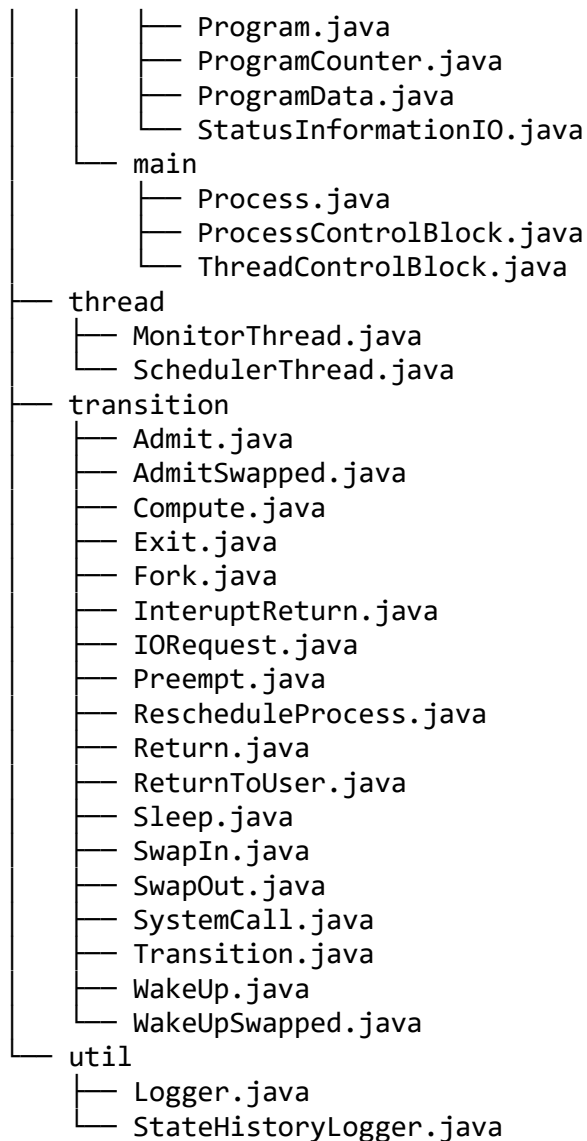 │   │   ├── Program.java
│   │   ├── ProgramCounter.java
│   │   ├── ProgramData.java
│   │   └── StatusInformationIO.java
│   └── main
│       ├── Process.java
│       ├── ProcessControlBlock.java
│       └── ThreadControlBlock.java
├── thread
│   ├── MonitorThread.java
│   └── SchedulerThread.java
├── transition
│   ├── Admit.java
│   ├── AdmitSwapped.java
│   ├── Compute.java
│   ├── Exit.java
│   ├── Fork.java
│   ├── InteruptReturn.java
│   ├── IORequest.java
│   ├── Preempt.java
│   ├── RescheduleProcess.java
│   ├── Return.java
│   ├── ReturnToUser.java
│   ├── Sleep.java
│   ├── SwapIn.java
│   ├── SwapOut.java
│   ├── SystemCall.java
│   ├── Transition.java
│   ├── WakeUp.java
│   └── WakeUpSwapped.java
└── util
    ├── Logger.java
    └── StateHistoryLogger.java